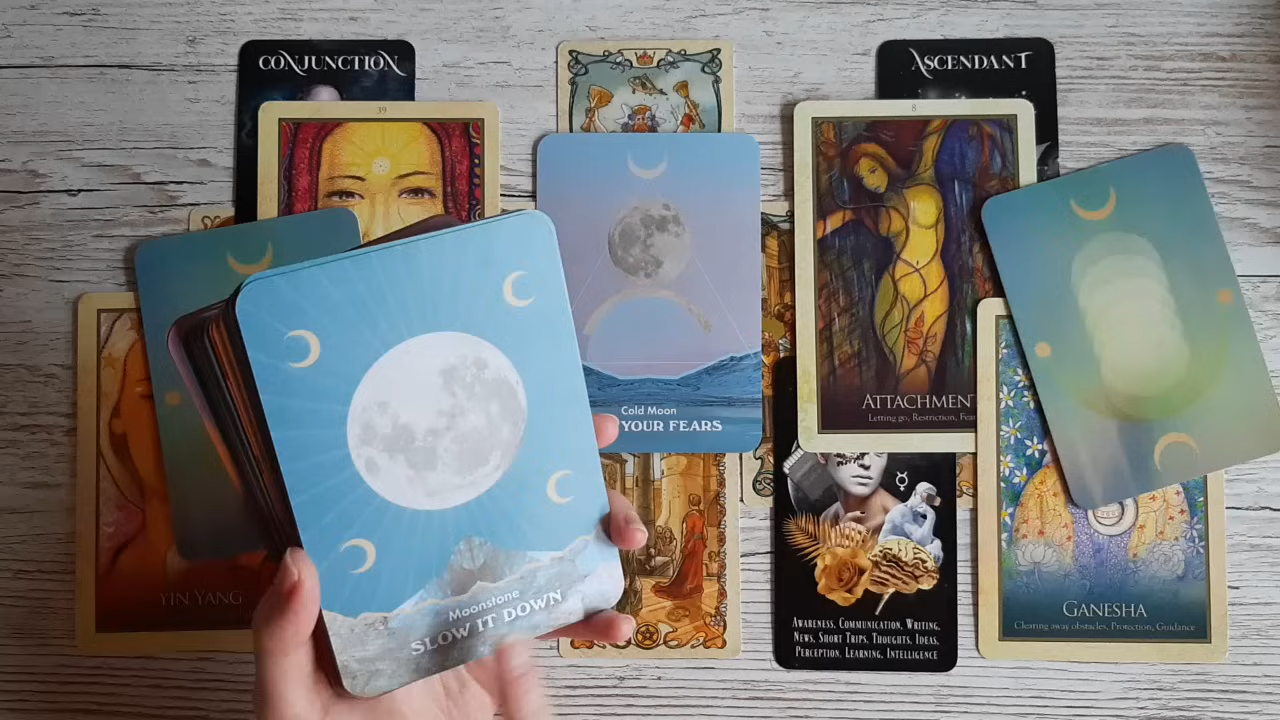 CONJUNCTION
ASCENDANT
39
8
Cold Moon
YOUR FEARS
ATTACHMENT
Letting go, Restriction, Fear
Moonstone
SLOW IT DOWN
YIN YANG
AWARENESS, COMMUNICATION, WRITING,
NEWS, SHORT TRIPS, THOUGHTS, IDEAS,
PERCEPTION, LEARNING, INTELLIGENCE
GANESHA
Clearing away obstacles, Protection, Guidance